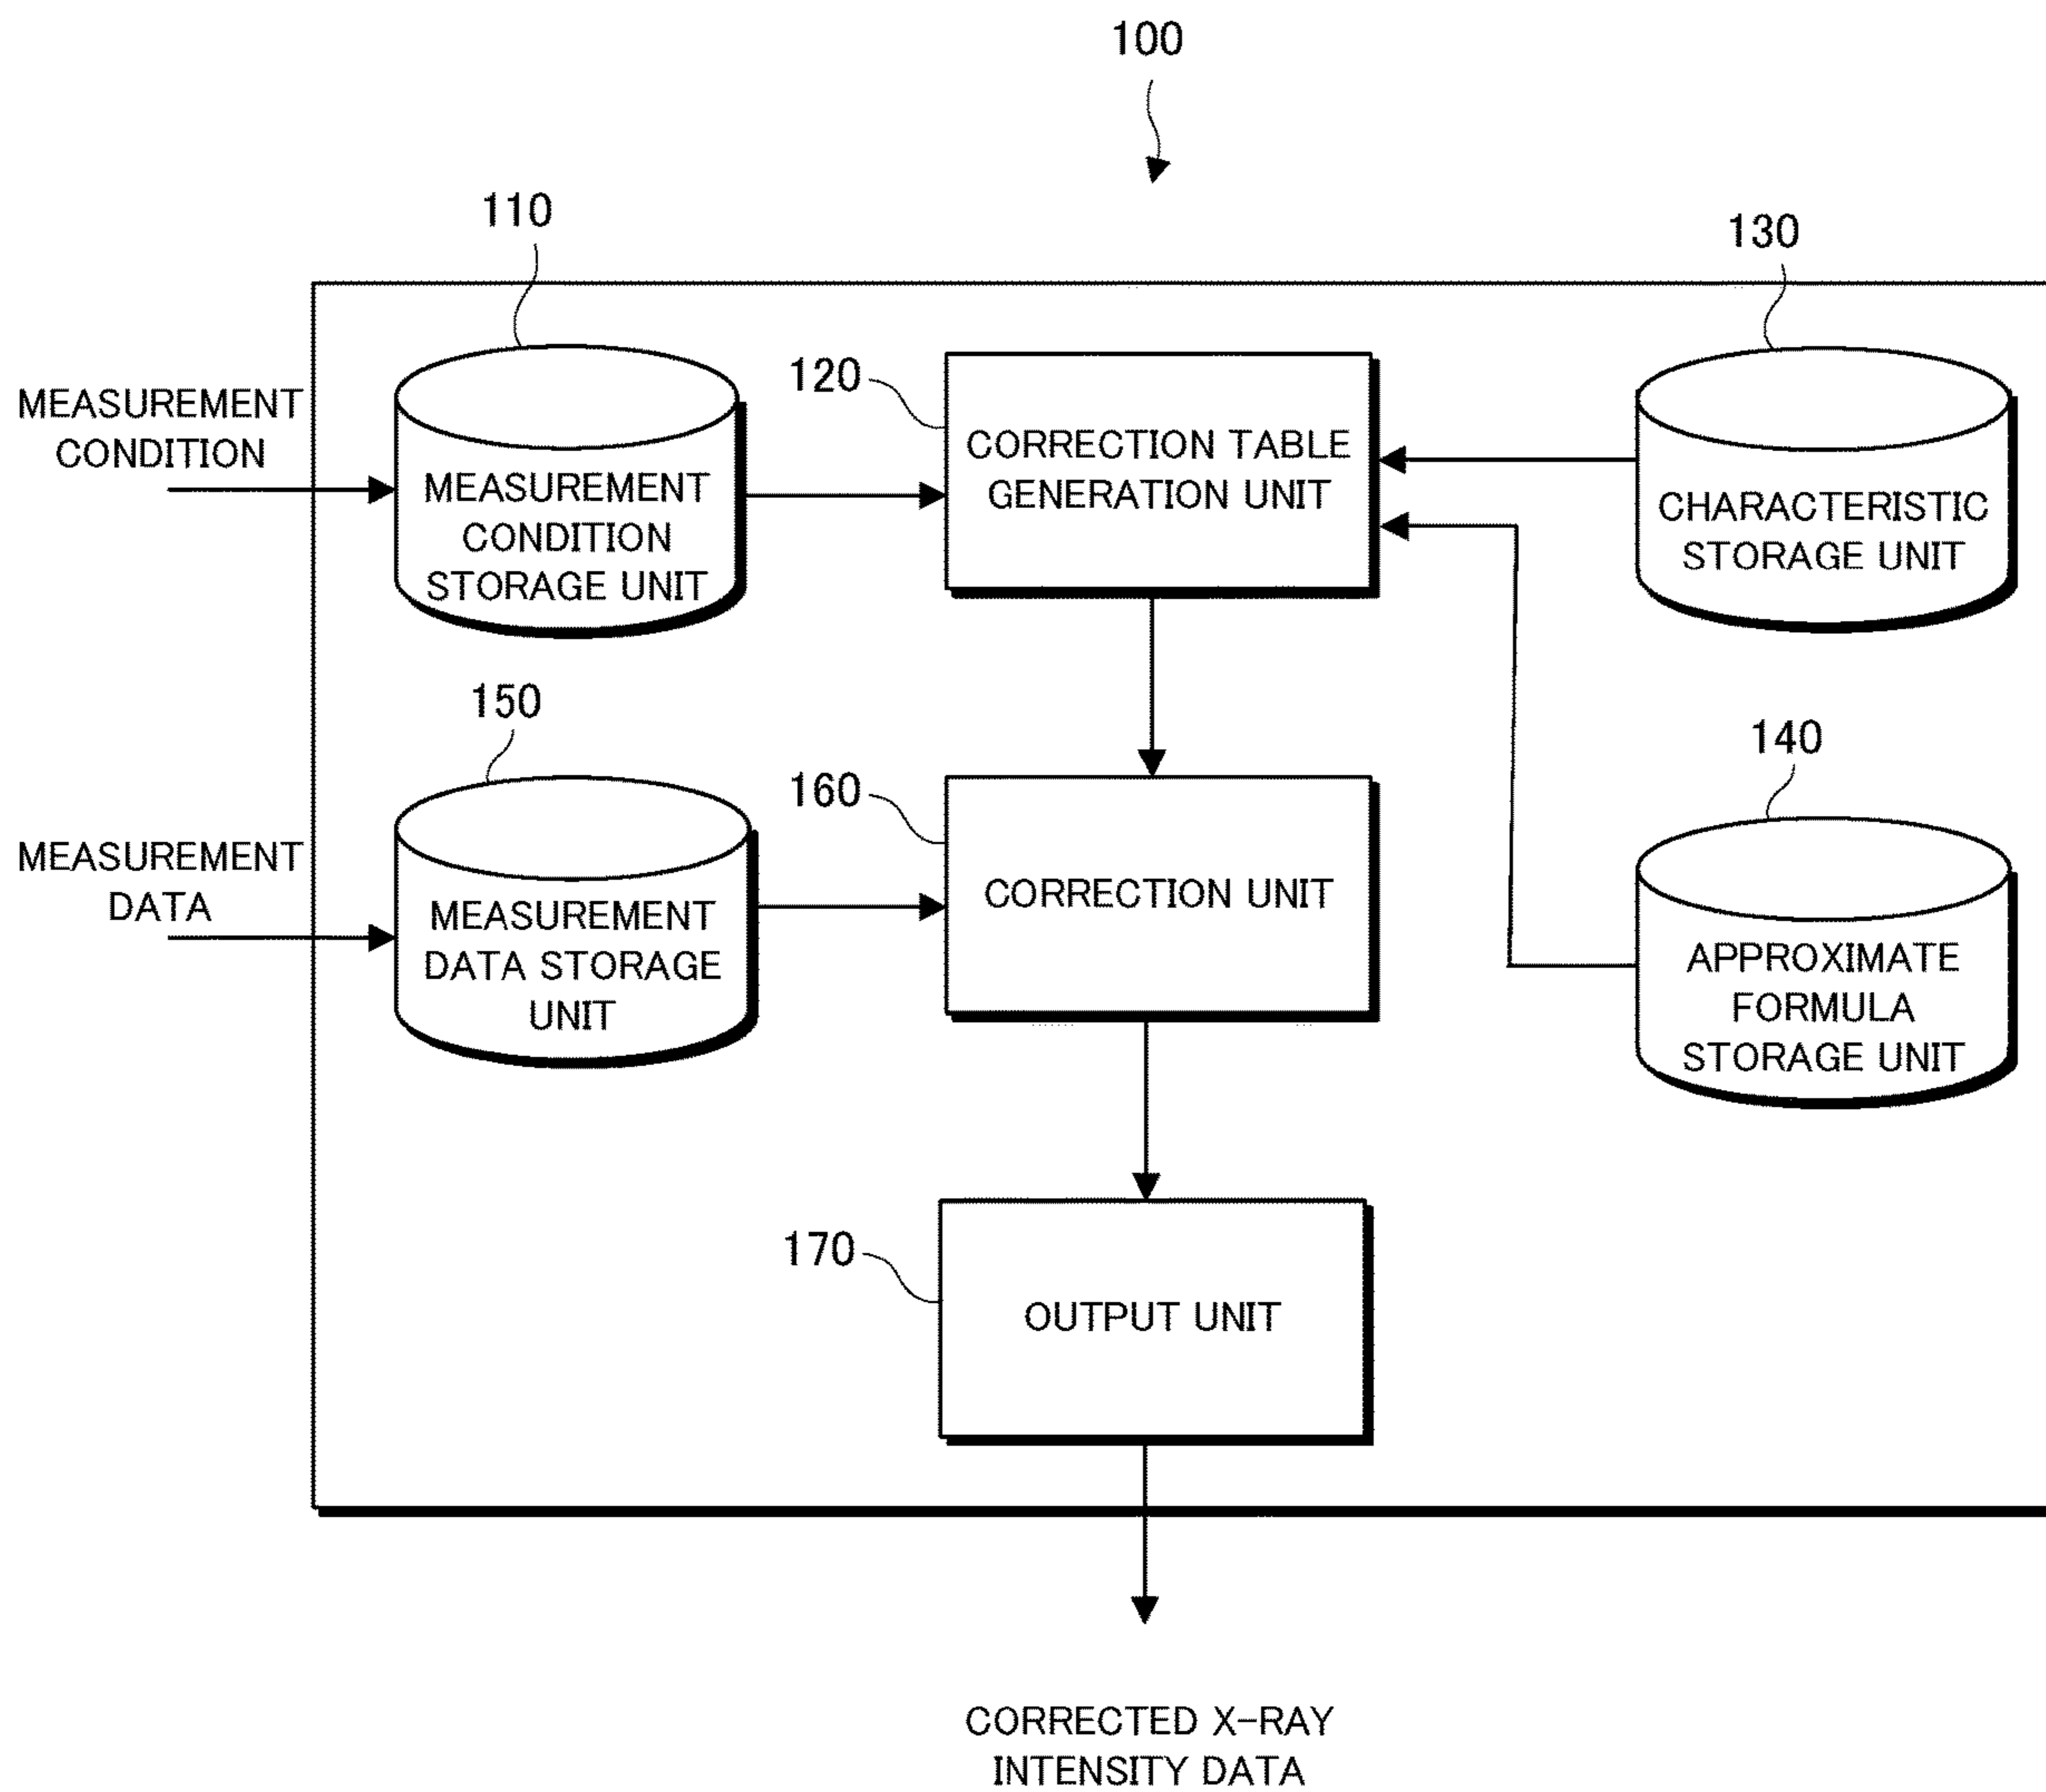 100
110
130
120
MEASUREMENT
CONDITION
MEASUREMENT
CONDITION
STORAGE UNIT
CORRECTION TABLE
GENERATION UNIT
CHARACTERISTIC
STORAGE UNIT
150
140
160
MEASUREMENT
DATA
MEASUREMENT
DATA STORAGE
UNIT
CORRECTION UNIT
APPROXIMATE
FORMULA
STORAGE UNIT
170
OUTPUT UNIT
CORRECTED X-RAY
INTENSITY DATA